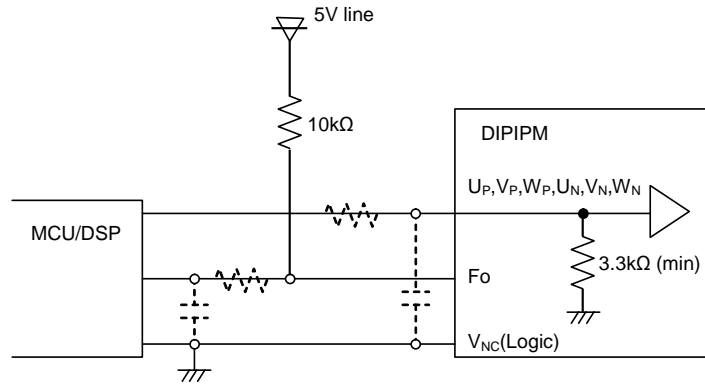 5V line
10kΩ
DIPIPM
UP,VP,WP,UN,VN,WN
MCU/DSP
3.3kΩ (min)
Fo
VNC(Logic)